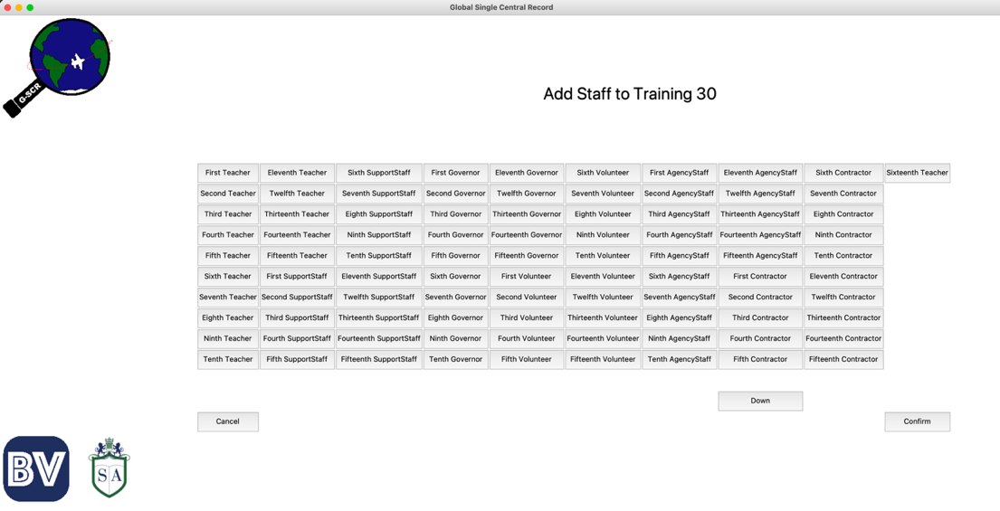 Global Single Central Record
G-SCR
Add Staff to Training 30
First Teacher Eleventh Teacher Sixth SupportStaff First Governor Eleventh Governor Sixth Volunteer First AgencyStaff Eleventh AgencyStaff Sixth Contractor Sixteenth Teacher
Second Teacher Twelfth Teacher Seventh SupportStaff Second Governor Twelfth Governor Seventh Volunteer Second AgencyStaff Twelfth AgencyStaff Seventh Contractor
Third Teacher Thirteenth Teacher Eighth SupportStaff Third Governor Thirteenth Governor Eighth Volunteer Third AgencyStaff Thirteenth AgencyStaff Eighth Contractor
Fourth Teacher Fourteenth Teacher Ninth SupportStaff Fourth Governor Fourteenth Governor Ninth Volunteer Fourth AgencyStaff Fourteenth AgencyStaff Ninth Contractor
Fifth Teacher Fifteenth Teacher Tenth SupportStaff Fifth Governor Fifteenth Governor Tenth Volunteer Fifth AgencyStaff Fifteenth AgencyStaff Tenth Contractor
Sixth Teacher First SupportStaff Eleventh SupportStaff Sixth Governor First Volunteer Eleventh Volunteer Sixth AgencyStaff First Contractor Eleventh Contractor
Seventh Teacher Second SupportStaff Twelfth SupportStaff Seventh Governor Second Volunteer Twelfth Volunteer Seventh AgencyStaff Second Contractor Twelfth Contractor
Eighth Teacher Third SupportStaff Thirteenth SupportStaff Eighth Governor Third Volunteer Thirteenth Volunteer Eighth AgencyStaff Third Contractor Thirteenth Contractor
Ninth Teacher Fourth SupportStaff Fourteenth SupportStaff Ninth Governor Fourth Volunteer Fourteenth Volunteer Ninth AgencyStaff Fourth Contractor Fourteenth Contractor
Tenth Teacher Fifth SupportStaff Fifteenth SupportStaff Tenth Governor Fifth Volunteer Fifteenth Volunteer Tenth AgencyStaff Fifth Contractor Fifteenth Contractor
Down
Cancel Confirm
BV SA